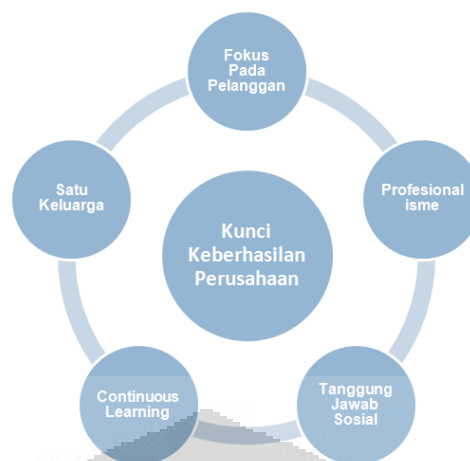 Fokus
Pada
Pelanggan
Satu
Keluarga
Profesional
isme
Kunci
Keberhasilan
Perusahaan
Continuous
Learning
Tanggung
Jawab
Sosial